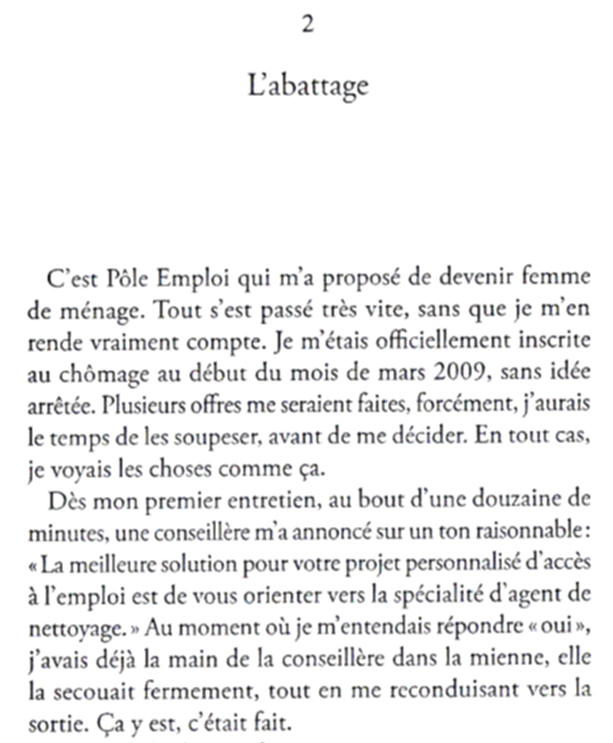 2
L'abattage
C'est Pôle Emploi qui m'a proposé de devenir femme
de ménage. Tout s'est passé très vite, sans que je m'en
rende vraiment compte. Je m'étais officiellement inscrite
au chômage au début du mois de mars 2009, sans idée
arrêtée. Plusieurs offres me seraient faites, forcément, j'aurais
le temps de les soupeser, avant de me décider. En tout cas,
je voyais les choses comme ça.
Dès mon premier entretien, au bout d'une douzaine de
minutes, une conseillère m'a annoncé sur un ton raisonnable :
« La meilleure solution pour votre projet personnalisé d'accès
à l'emploi est de vous orienter vers la spécialité d'agent de
nettoyage. » Au moment où je m'entendais répondre « oui »,
j'avais déjà la main de la conseillère dans la mienne, elle
la secouait fermement, tout en me reconduisant vers la
sortie. Ça y est, c'était fait.